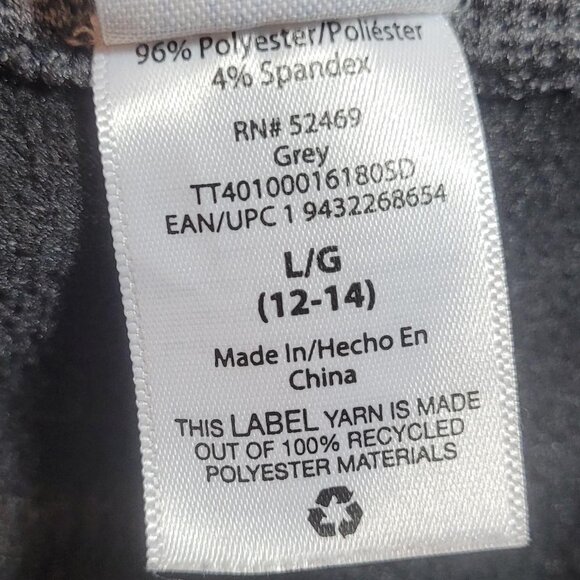 96% Polyester/Poliéster
4% Spandex
RN# 52469
Grey
TT40100016180SD
EAN/UPC 1 9432268654
L/G
(12-14)
Made In/Hecho En
China
THIS LABEL YARN IS MADE
OUT OF 100% RECYCLED
POLYESTER MATERIALS